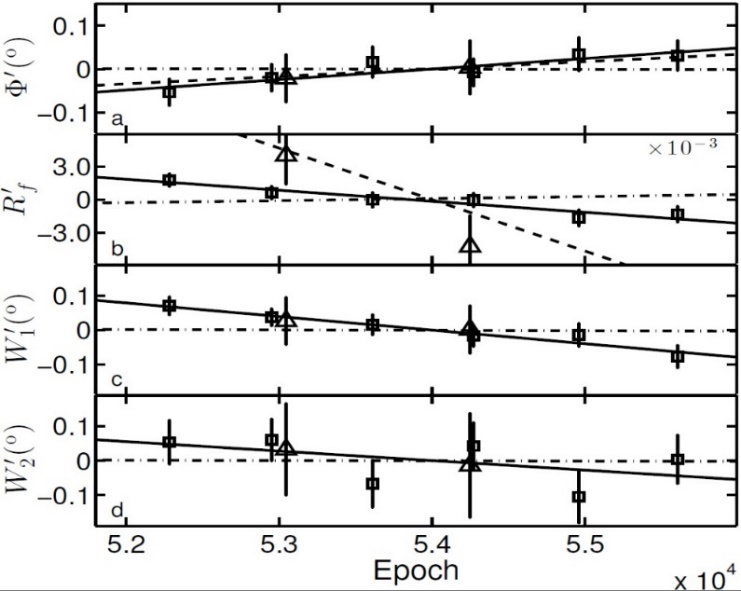 0.1
0
−0.1
Φ′(°)
a
×10⁻³
3.0
0
−3.0
R′f
b
0.1
0
−0.1
W′1(°)
c
0.1
0
−0.1
W′2(°)
d
5.2 5.3 5.4 5.5
Epoch
x 10⁴